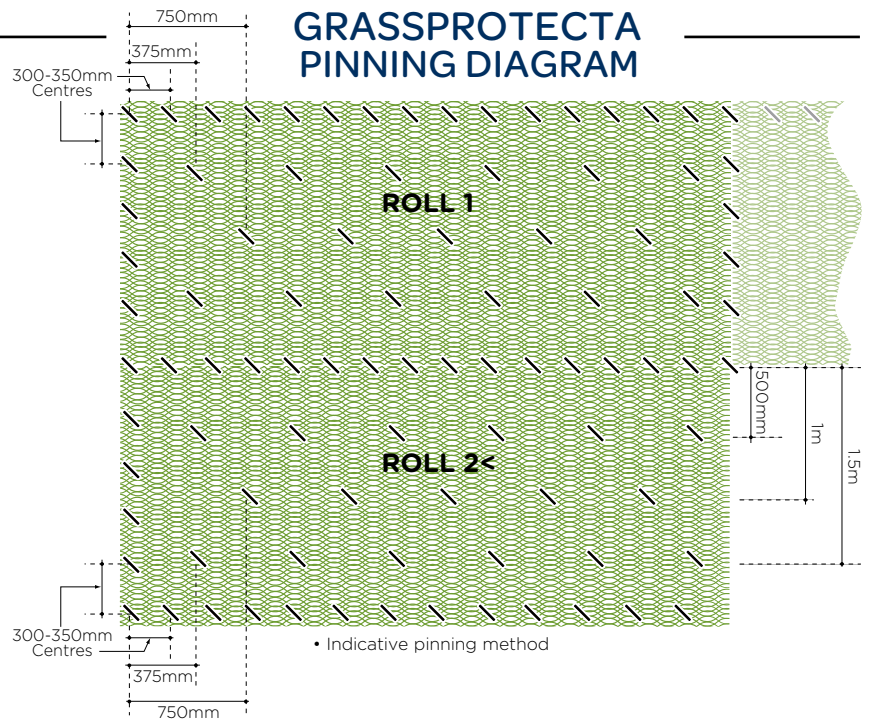 GRASSPROTECTA
PINNING DIAGRAM
750mm
375mm
300-350mm
Centres
ROLL 1
500mm
1m
1.5m
ROLL 2<
300-350mm
Centres
• Indicative pinning method
375mm
750mm